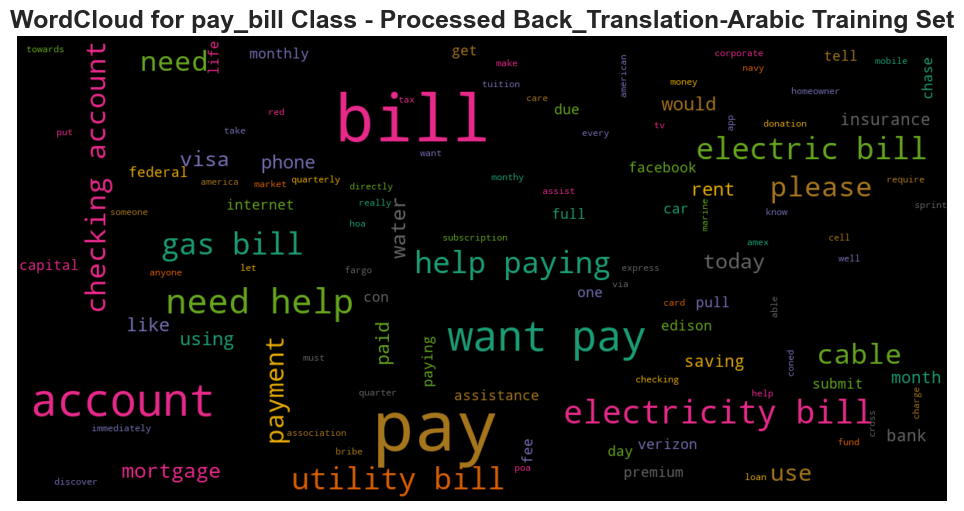 WordCloud for pay_bill Class - Processed Back_Translation-Arabic Training Set
towards
need
life
monthly
get
make
corporate
navy
tell
mobile
chase
checking account
bill
tax
tuition
care
american
money
homeowner
put
red
take
due
every
would
tv
app
donation
insurance
visa
phone
want
electric bill
federal
america
market
quarterly
directly
monthy
assist
facebook
rent
please
require
someone
internet
hoa
really
water
full
car
marine
know
sprint
gas bill
subscription
amex
cell
well
capital
anyone
let
fargo
help paying
express
via
today
need help
con
one
card
pull
able
like
using
paid
paying
want pay
edison
payment
must
saving
coned
cable
checking
submit
month
account
quarter
assistance
help
electricity bill
charge
cross
immediately
association
pay
bribe
fee
day
verizon
fund
bank
mortgage
discover
utility bill
poa
premium
loan
use